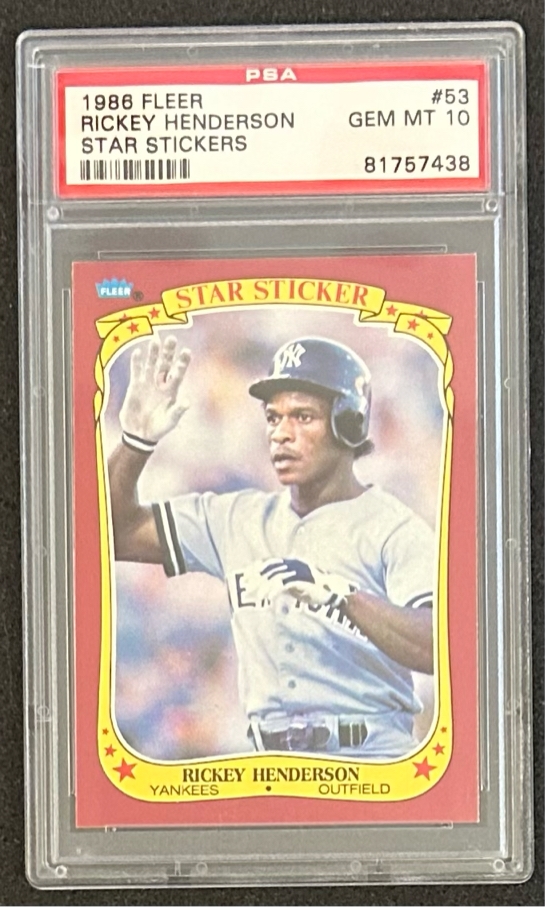 PSA
1986 FLEER #53
RICKEY HENDERSON GEM MT 10
STAR STICKERS
81757438
FLEER ®
STAR STICKER
NY
RICKEY HENDERSON
YANKEES • OUTFIELD